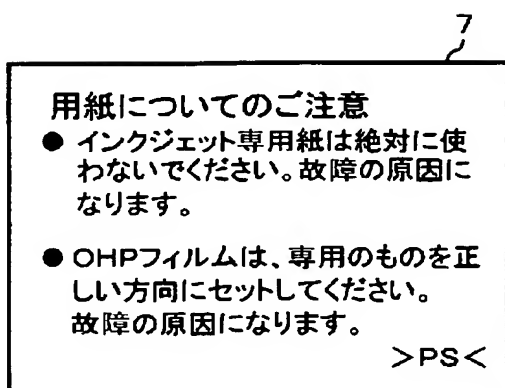 7
用紙についてのご注意
● インクジェット専用紙は絶対に使
わないでください。故障の原因に
なります。
● OHPフィルムは、専用のものを正
しい方向にセットしてください。
故障の原因になります。
>PS<